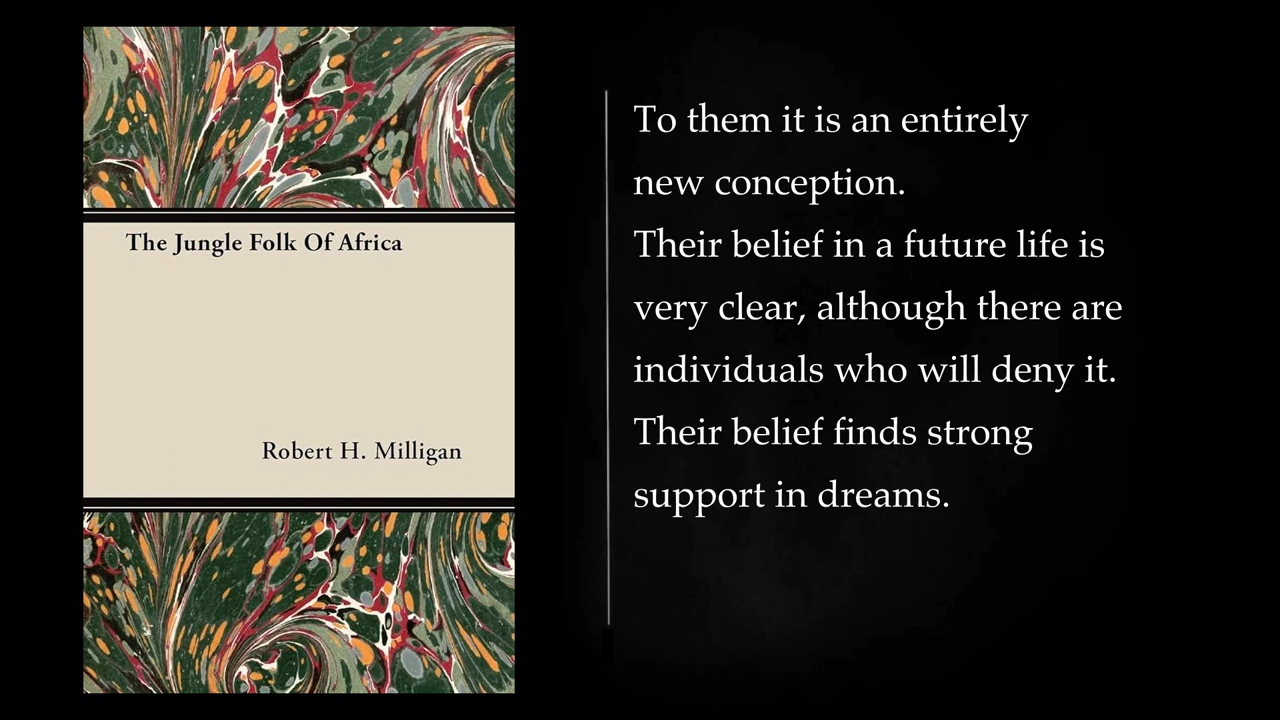 The Jungle Folk Of Africa
Robert H. Milligan
To them it is an entirely
new conception.
Their belief in a future life is
very clear, although there are
individuals who will deny it.
Their belief finds strong
support in dreams.